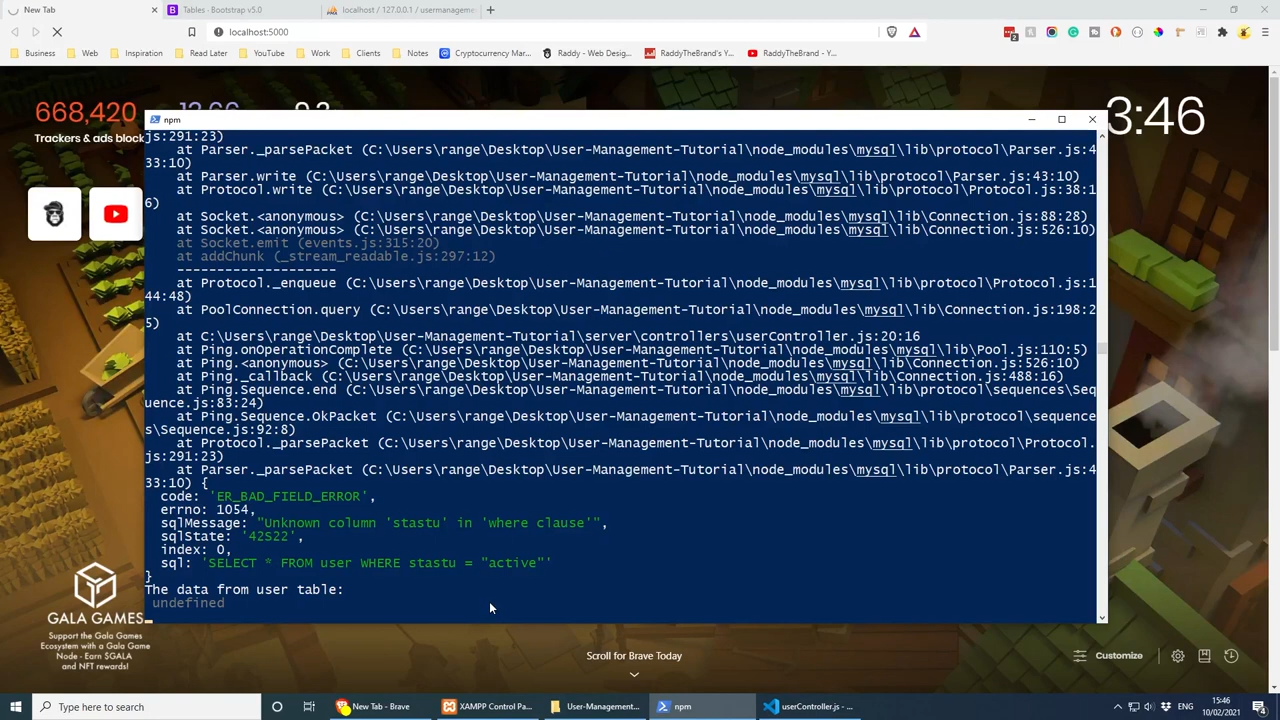 New Tab
Tables - Bootstrap v5.0
localhost / 127.0.0.1 / usermanageme
localhost:5000
Business
Web
Inspiration
Read Later
YouTube
Work
Clients
Notes
Cryptocurrency Mar...
Raddy - Web Desig...
RaddyTheBrand's Y...
RaddyTheBrand - Y...
668,420
Trackers & ads block
3:46
npm
js:291:23)
at Parser._parsePacket (C:\Users\range\Desktop\User-Management-Tutorial\node_modules\mysql\lib\protocol\Parser.js:4
33:10)
at Parser.write (C:\Users\range\Desktop\User-Management-Tutorial\node_modules\mysql\lib\protocol\Parser.js:43:10)
at Protocol.write (C:\Users\range\Desktop\User-Management-Tutorial\node_modules\mysql\lib\protocol\Protocol.js:38:1
6)
at Socket.<anonymous> (C:\Users\range\Desktop\User-Management-Tutorial\node_modules\mysql\lib\Connection.js:88:28)
at Socket.<anonymous> (C:\Users\range\Desktop\User-Management-Tutorial\node_modules\mysql\lib\Connection.js:526:10)
at Socket.emit (events.js:315:20)
at addChunk (_stream_readable.js:297:12)
--------------------
at Protocol._enqueue (C:\Users\range\Desktop\User-Management-Tutorial\node_modules\mysql\lib\protocol\Protocol.js:1
44:48)
at PoolConnection.query (C:\Users\range\Desktop\User-Management-Tutorial\node_modules\mysql\lib\Connection.js:198:2
5)
at C:\Users\range\Desktop\User-Management-Tutorial\server\controllers\userController.js:20:16
at Ping.onOperationComplete (C:\Users\range\Desktop\User-Management-Tutorial\node_modules\mysql\lib\Pool.js:110:5)
at Ping.<anonymous> (C:\Users\range\Desktop\User-Management-Tutorial\node_modules\mysql\lib\Connection.js:526:10)
at Ping._callback (C:\Users\range\Desktop\User-Management-Tutorial\node_modules\mysql\lib\Connection.js:488:16)
at Ping.Sequence.end (C:\Users\range\Desktop\User-Management-Tutorial\node_modules\mysql\lib\protocol\sequences\Seq
uence.js:83:24)
at Ping.Sequence.OkPacket (C:\Users\range\Desktop\User-Management-Tutorial\node_modules\mysql\lib\protocol\sequence
s\Sequence.js:92:8)
at Protocol._parsePacket (C:\Users\range\Desktop\User-Management-Tutorial\node_modules\mysql\lib\protocol\Protocol.
js:291:23)
at Parser._parsePacket (C:\Users\range\Desktop\User-Management-Tutorial\node_modules\mysql\lib\protocol\Parser.js:4
33:10) {
code: 'ER_BAD_FIELD_ERROR',
errno: 1054,
sqlMessage: "Unknown column 'stastu' in 'where clause'",
sqlState: '42S22',
index: 0,
sql: 'SELECT * FROM user WHERE stastu = "active"'
}
The data from user table:
undefined
GALA GAMES
Support the Gala Games
Ecosystem with a Gala Game
Node - Earn $GALA
and NFT rewards!
Scroll for Brave Today
Customize
Type here to search
New Tab - Brave
XAMPP Control Pa...
User-Management...
npm
userController.js - ...
ENG
15:46
10/02/2021